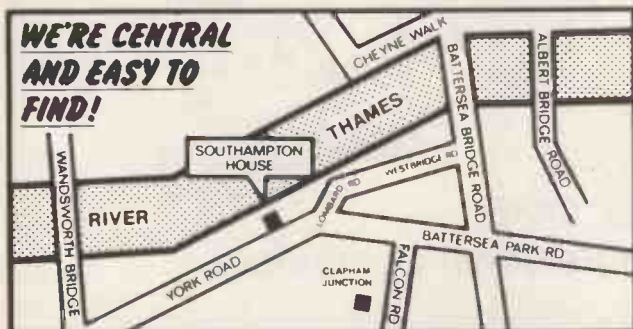 WE'RE CENTRAL
AND EASY TO
FIND!
CHEYNE WALK
BATTERSEA BRIDGE ROAD
ALBERT BRIDGE ROAD
THAMES
SOUTHAMPTON
HOUSE
WANDSWORTH BRIDGE
RIVER
LOMBARD RD
WESTBRIDGE RD
YORK ROAD
BATTERSEA PARK RD
FALCON RD
CLAPHAM
JUNCTION